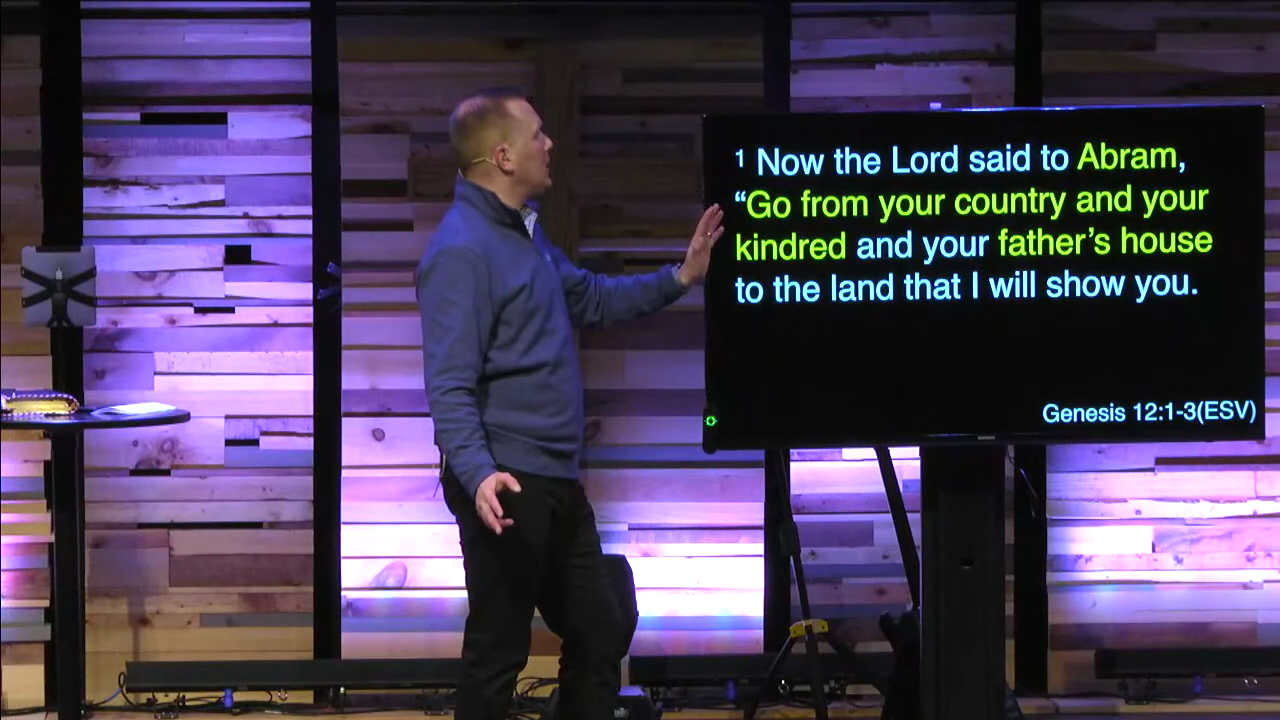 1 Now the Lord said to Abram,
“Go from your country and your
kindred and your father’s house
to the land that I will show you.
Genesis 12:1-3(ESV)